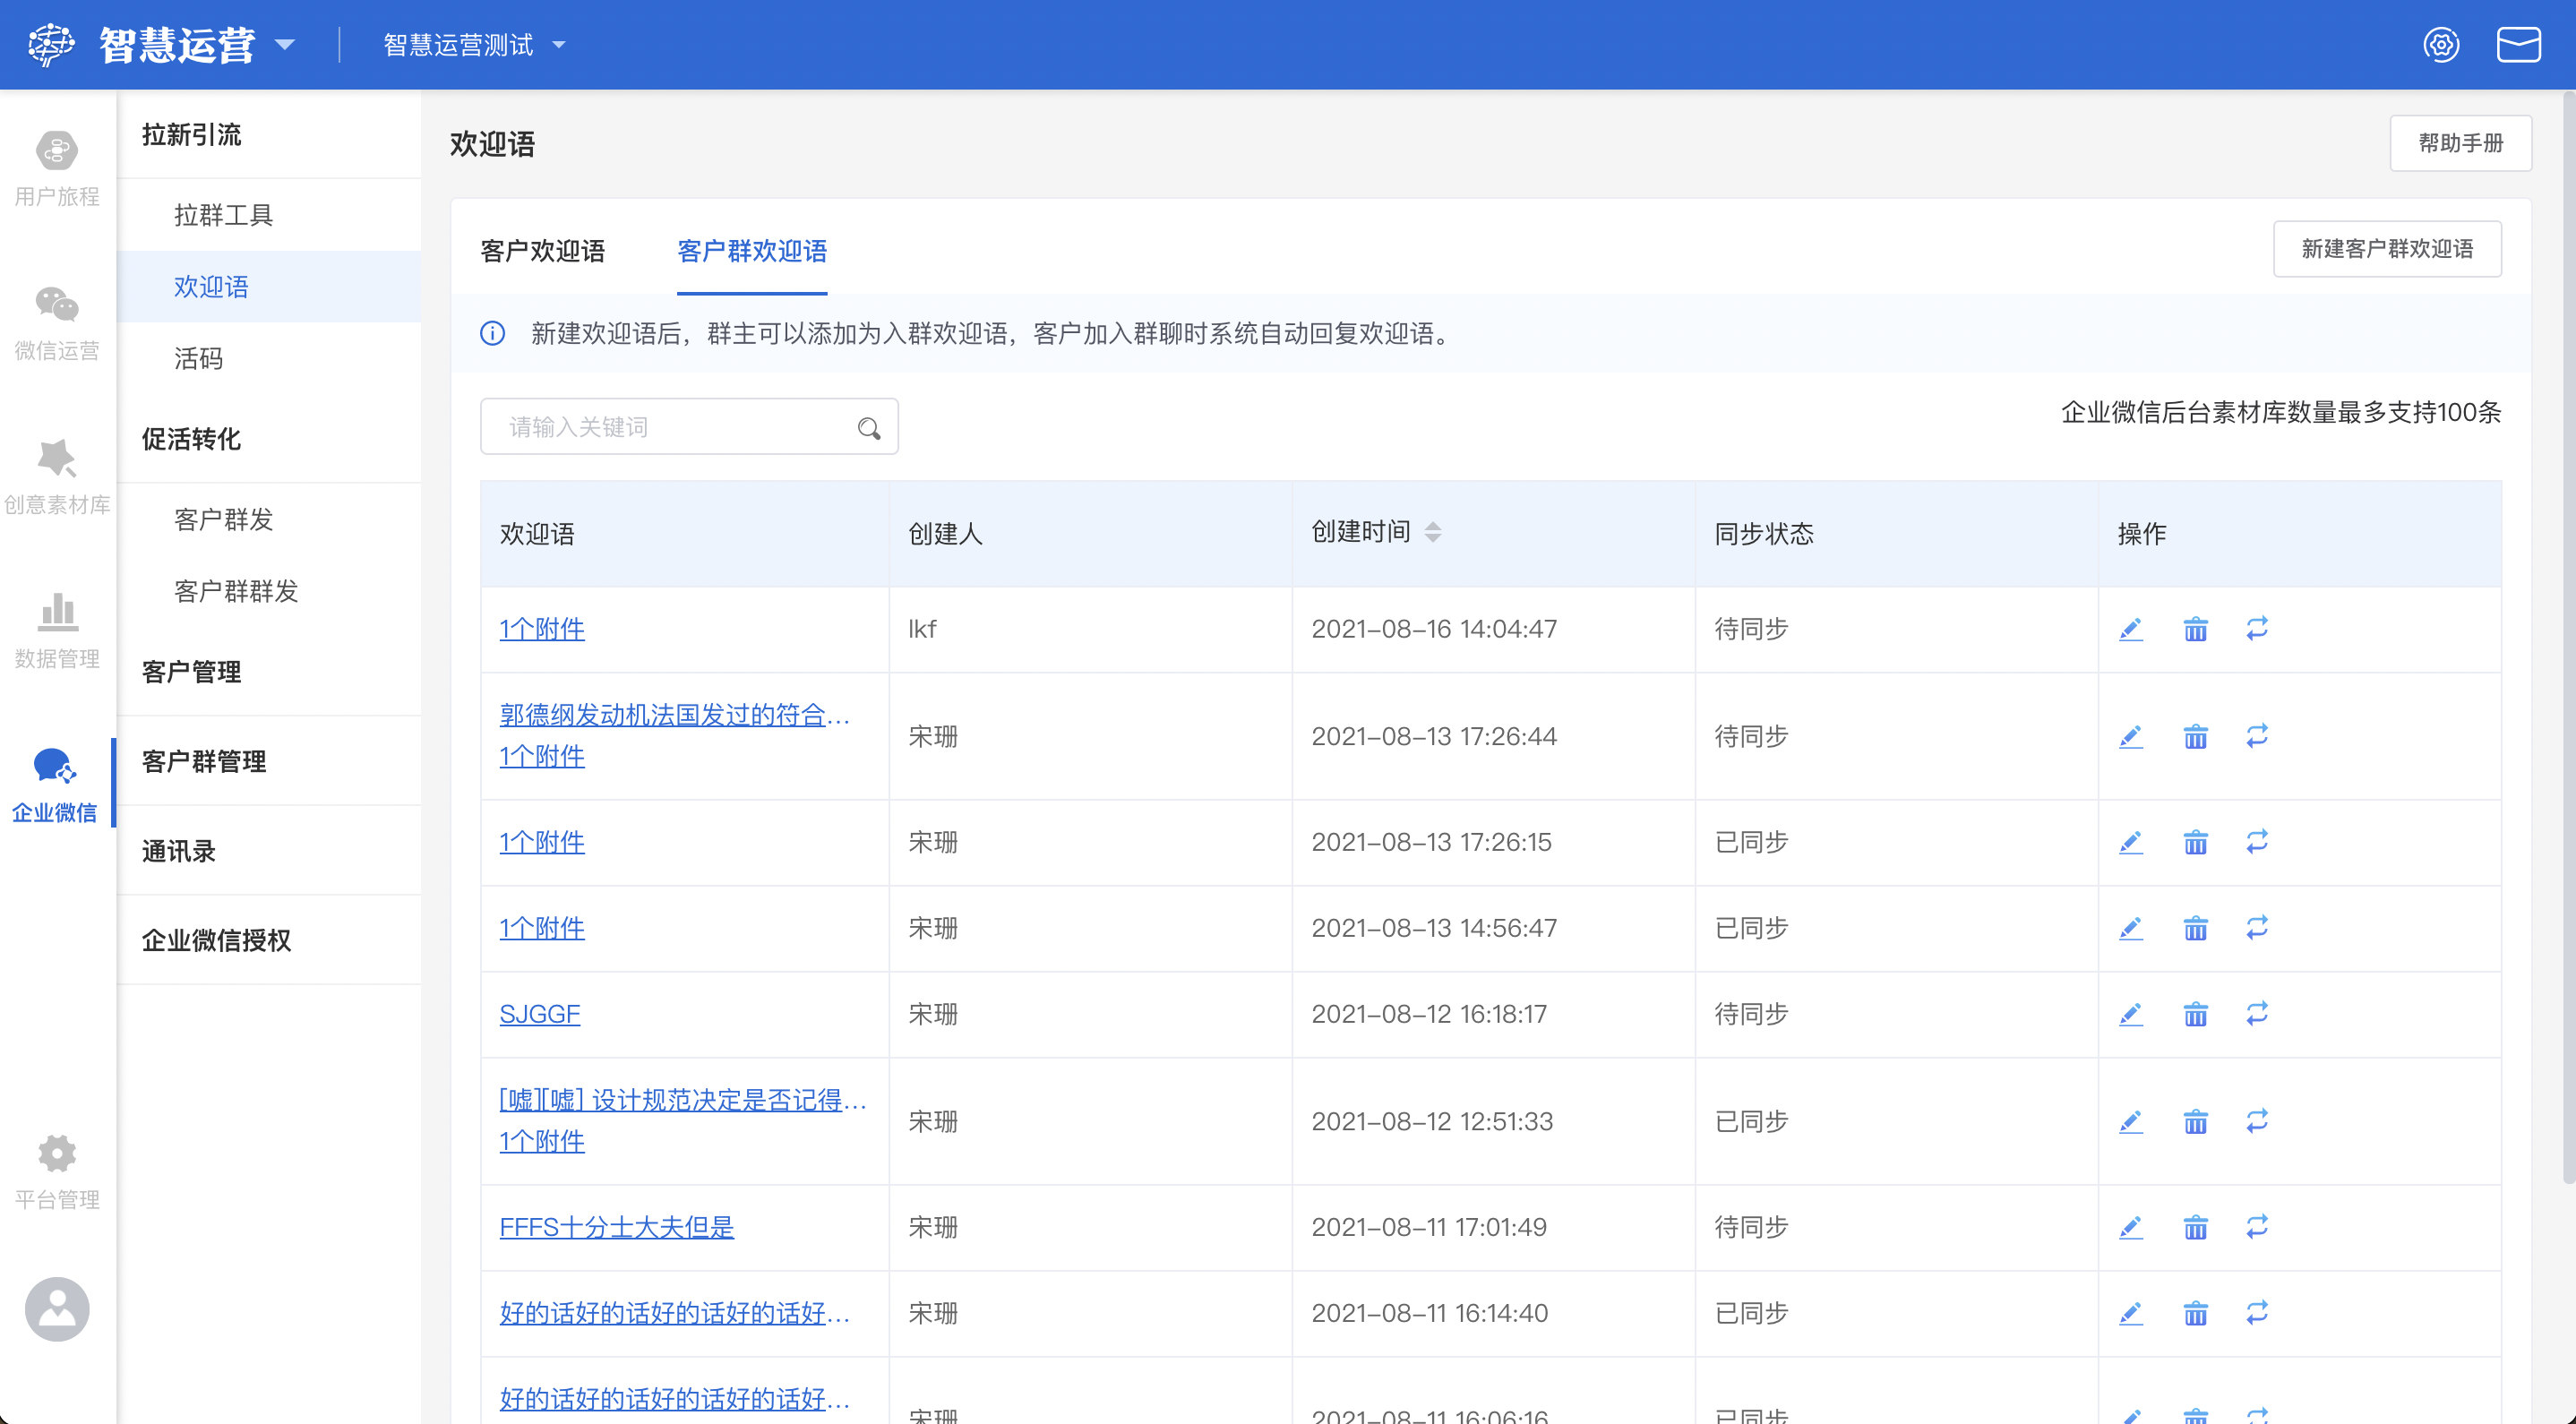 智慧运营
智慧运营测试
用户旅程
微信运营
创意素材库
数据管理
企业微信
平台管理
拉新引流
拉群工具
欢迎语
活码
促活转化
客户群发
客户群群发
客户管理
客户群管理
通讯录
企业微信授权
欢迎语
帮助手册
客户欢迎语
客户群欢迎语
新建客户群欢迎语
新建欢迎语后，群主可以添加为入群欢迎语，客户加入群聊时系统自动回复欢迎语。
请输入关键词
企业微信后台素材库数量最多支持100条
欢迎语 创建人 创建时间 同步状态 操作
1个附件 lkf 2021-08-16 14:04:47 待同步
郭德纲发动机法国发过的符合...
1个附件
宋珊 2021-08-13 17:26:44 待同步
1个附件 宋珊 2021-08-13 17:26:15 已同步
1个附件 宋珊 2021-08-13 14:56:47 已同步
SJGGF 宋珊 2021-08-12 16:18:17 待同步
[嘘][嘘] 设计规范决定是否记得...
1个附件
宋珊 2021-08-12 12:51:33 已同步
FFFS十分士大夫但是 宋珊 2021-08-11 17:01:49 待同步
好的话好的话好的话好的话好... 宋珊 2021-08-11 16:14:40 已同步
好的话好的话好的话好的话好...
宋珊 2021-08-11 16:06:16 已同步